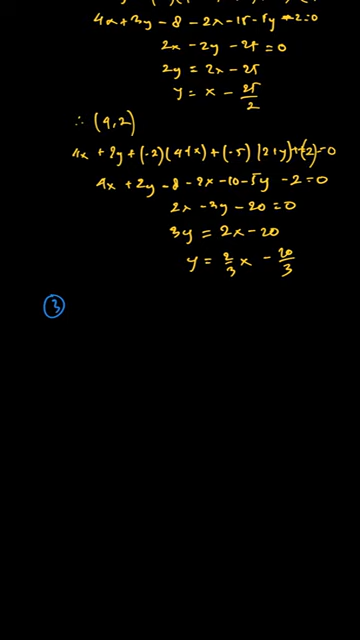 4x + 3y - 8 - 2x - 15 - 5y - 2 = 0
2x - 2y - 25 = 0
2y = 2x - 25
y = x - 25/2
∴ (4, 2)
4x + 2y + (-2)(4+x) + (-5)(2+y) + (-2) = 0
4x + 2y - 8 - 2x - 10 - 5y - 2 = 0
2x - 3y - 20 = 0
3y = 2x - 20
y = 2/3 x - 20/3
③